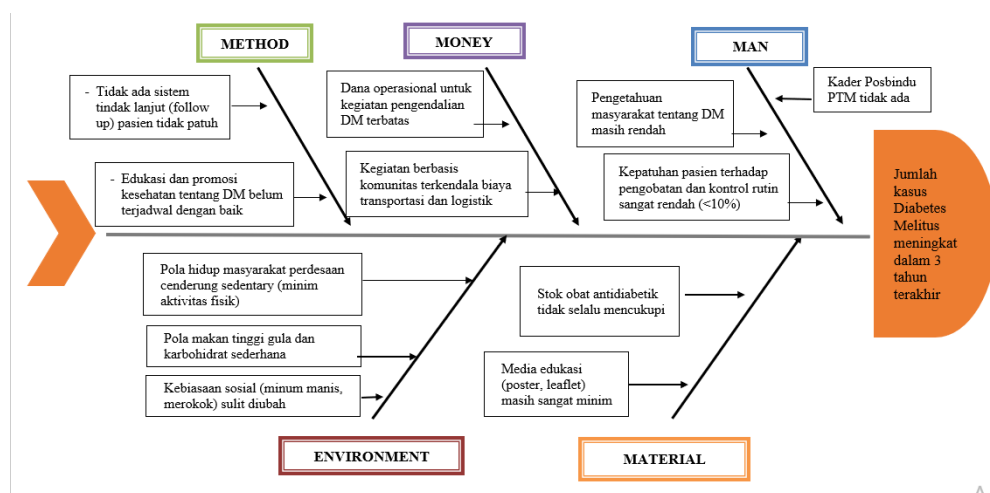 METHOD
MONEY
MAN
- Tidak ada sistem
tindak lanjut (follow
up) pasien tidak patuh
- Edukasi dan promosi
kesehatan tentang DM belum
terjadwal dengan baik
Dana operasional untuk
kegiatan pengendalian
DM terbatas
Kegiatan berbasis
komunitas terkendala biaya
transportasi dan logistik
Kader Posbindu
PTM tidak ada
Pengetahuan
masyarakat tentang DM
masih rendah
Kepatuhan pasien terhadap
pengobatan dan kontrol rutin
sangat rendah (<10%)
Jumlah
kasus
Diabetes
Melitus
meningkat
dalam 3
tahun
terakhir
Pola hidup masyarakat perdesaan
cenderung sedentary (minim
aktivitas fisik)
Pola makan tinggi gula dan
karbohidrat sederhana
Kebiasaan sosial (minum manis,
merokok) sulit diubah
Stok obat antidiabetik
tidak selalu mencukupi
Media edukasi
(poster, leaflet)
masih sangat minim
ENVIRONMENT
MATERIAL